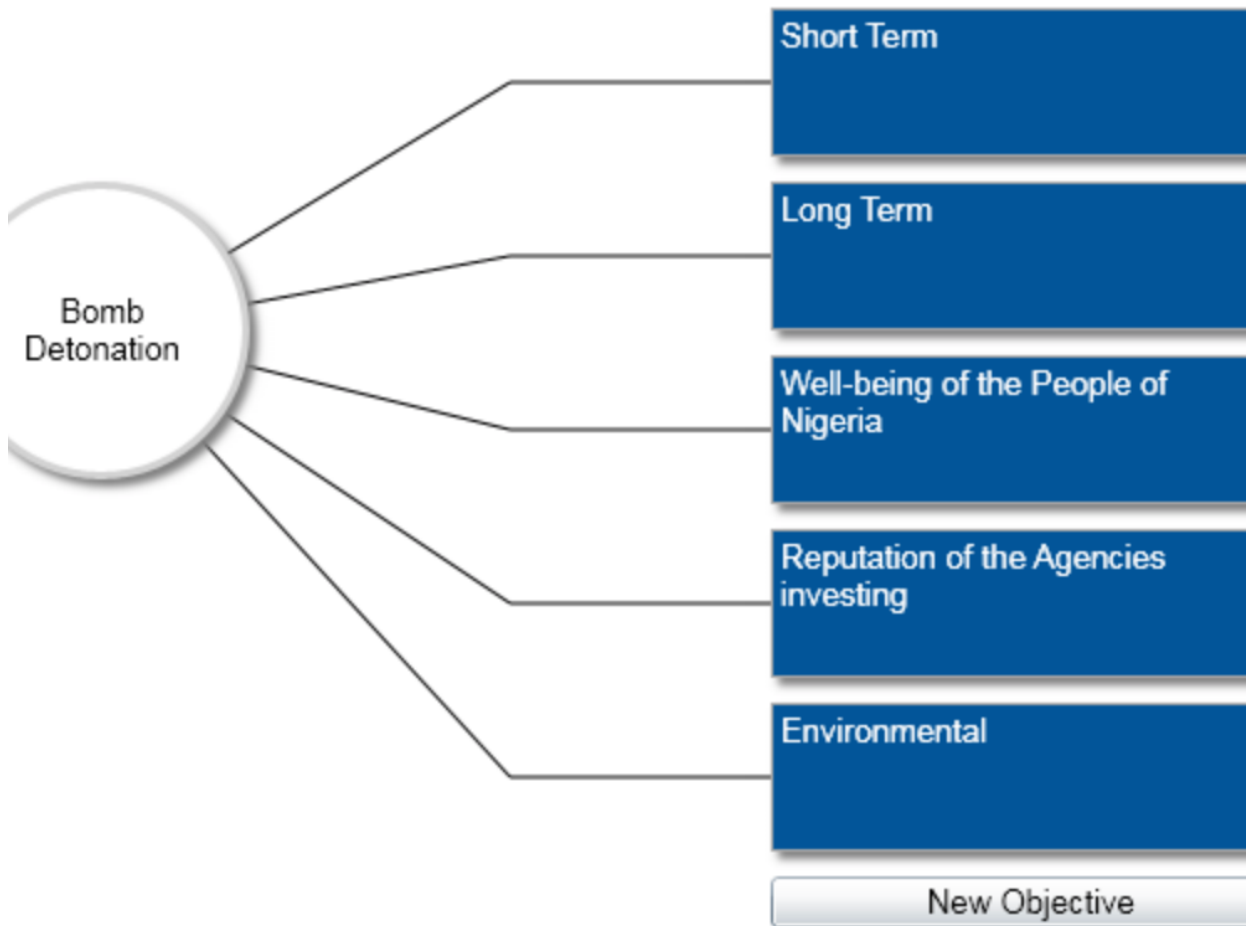 Short Term
Long Term
Bomb
Detonation
Well-being of the People of
Nigeria
Reputation of the Agencies
investing
Environmental
New Objective